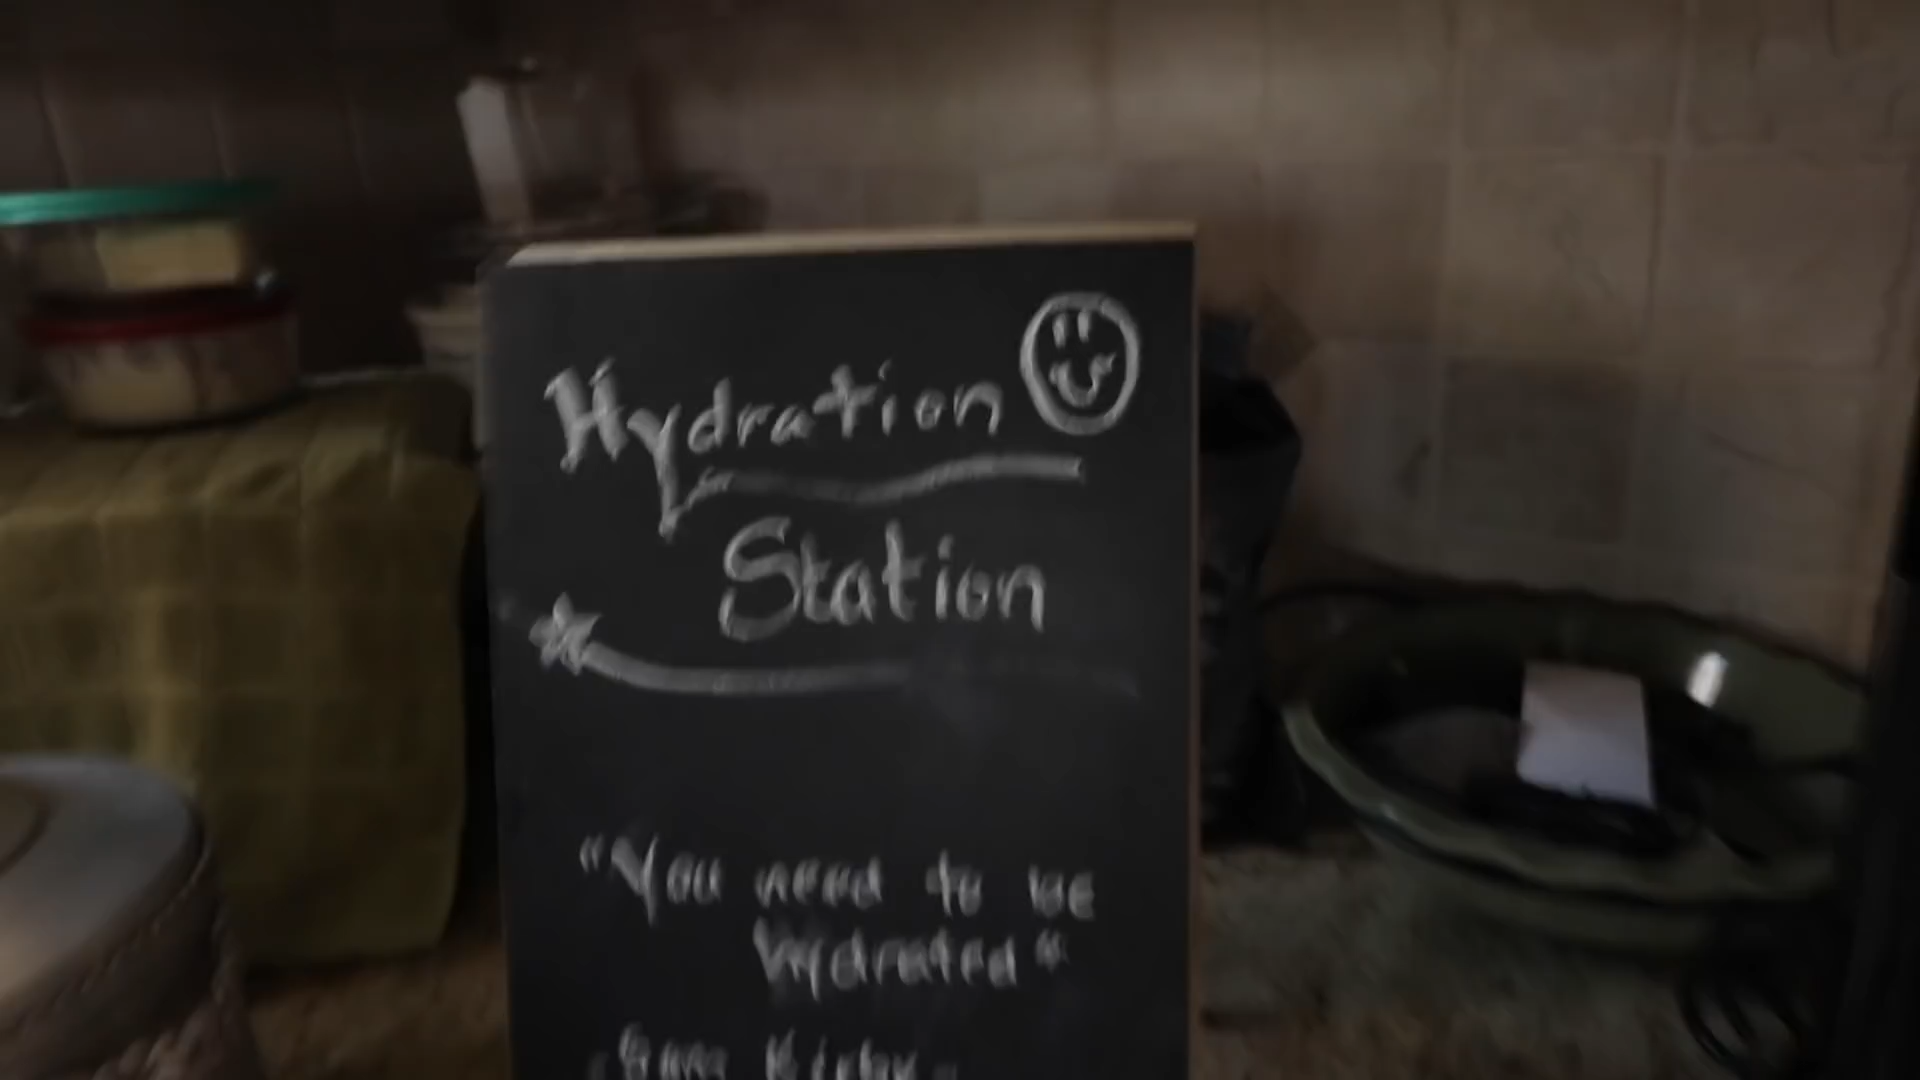 Hydration
Station
"You need to be
hydrated"